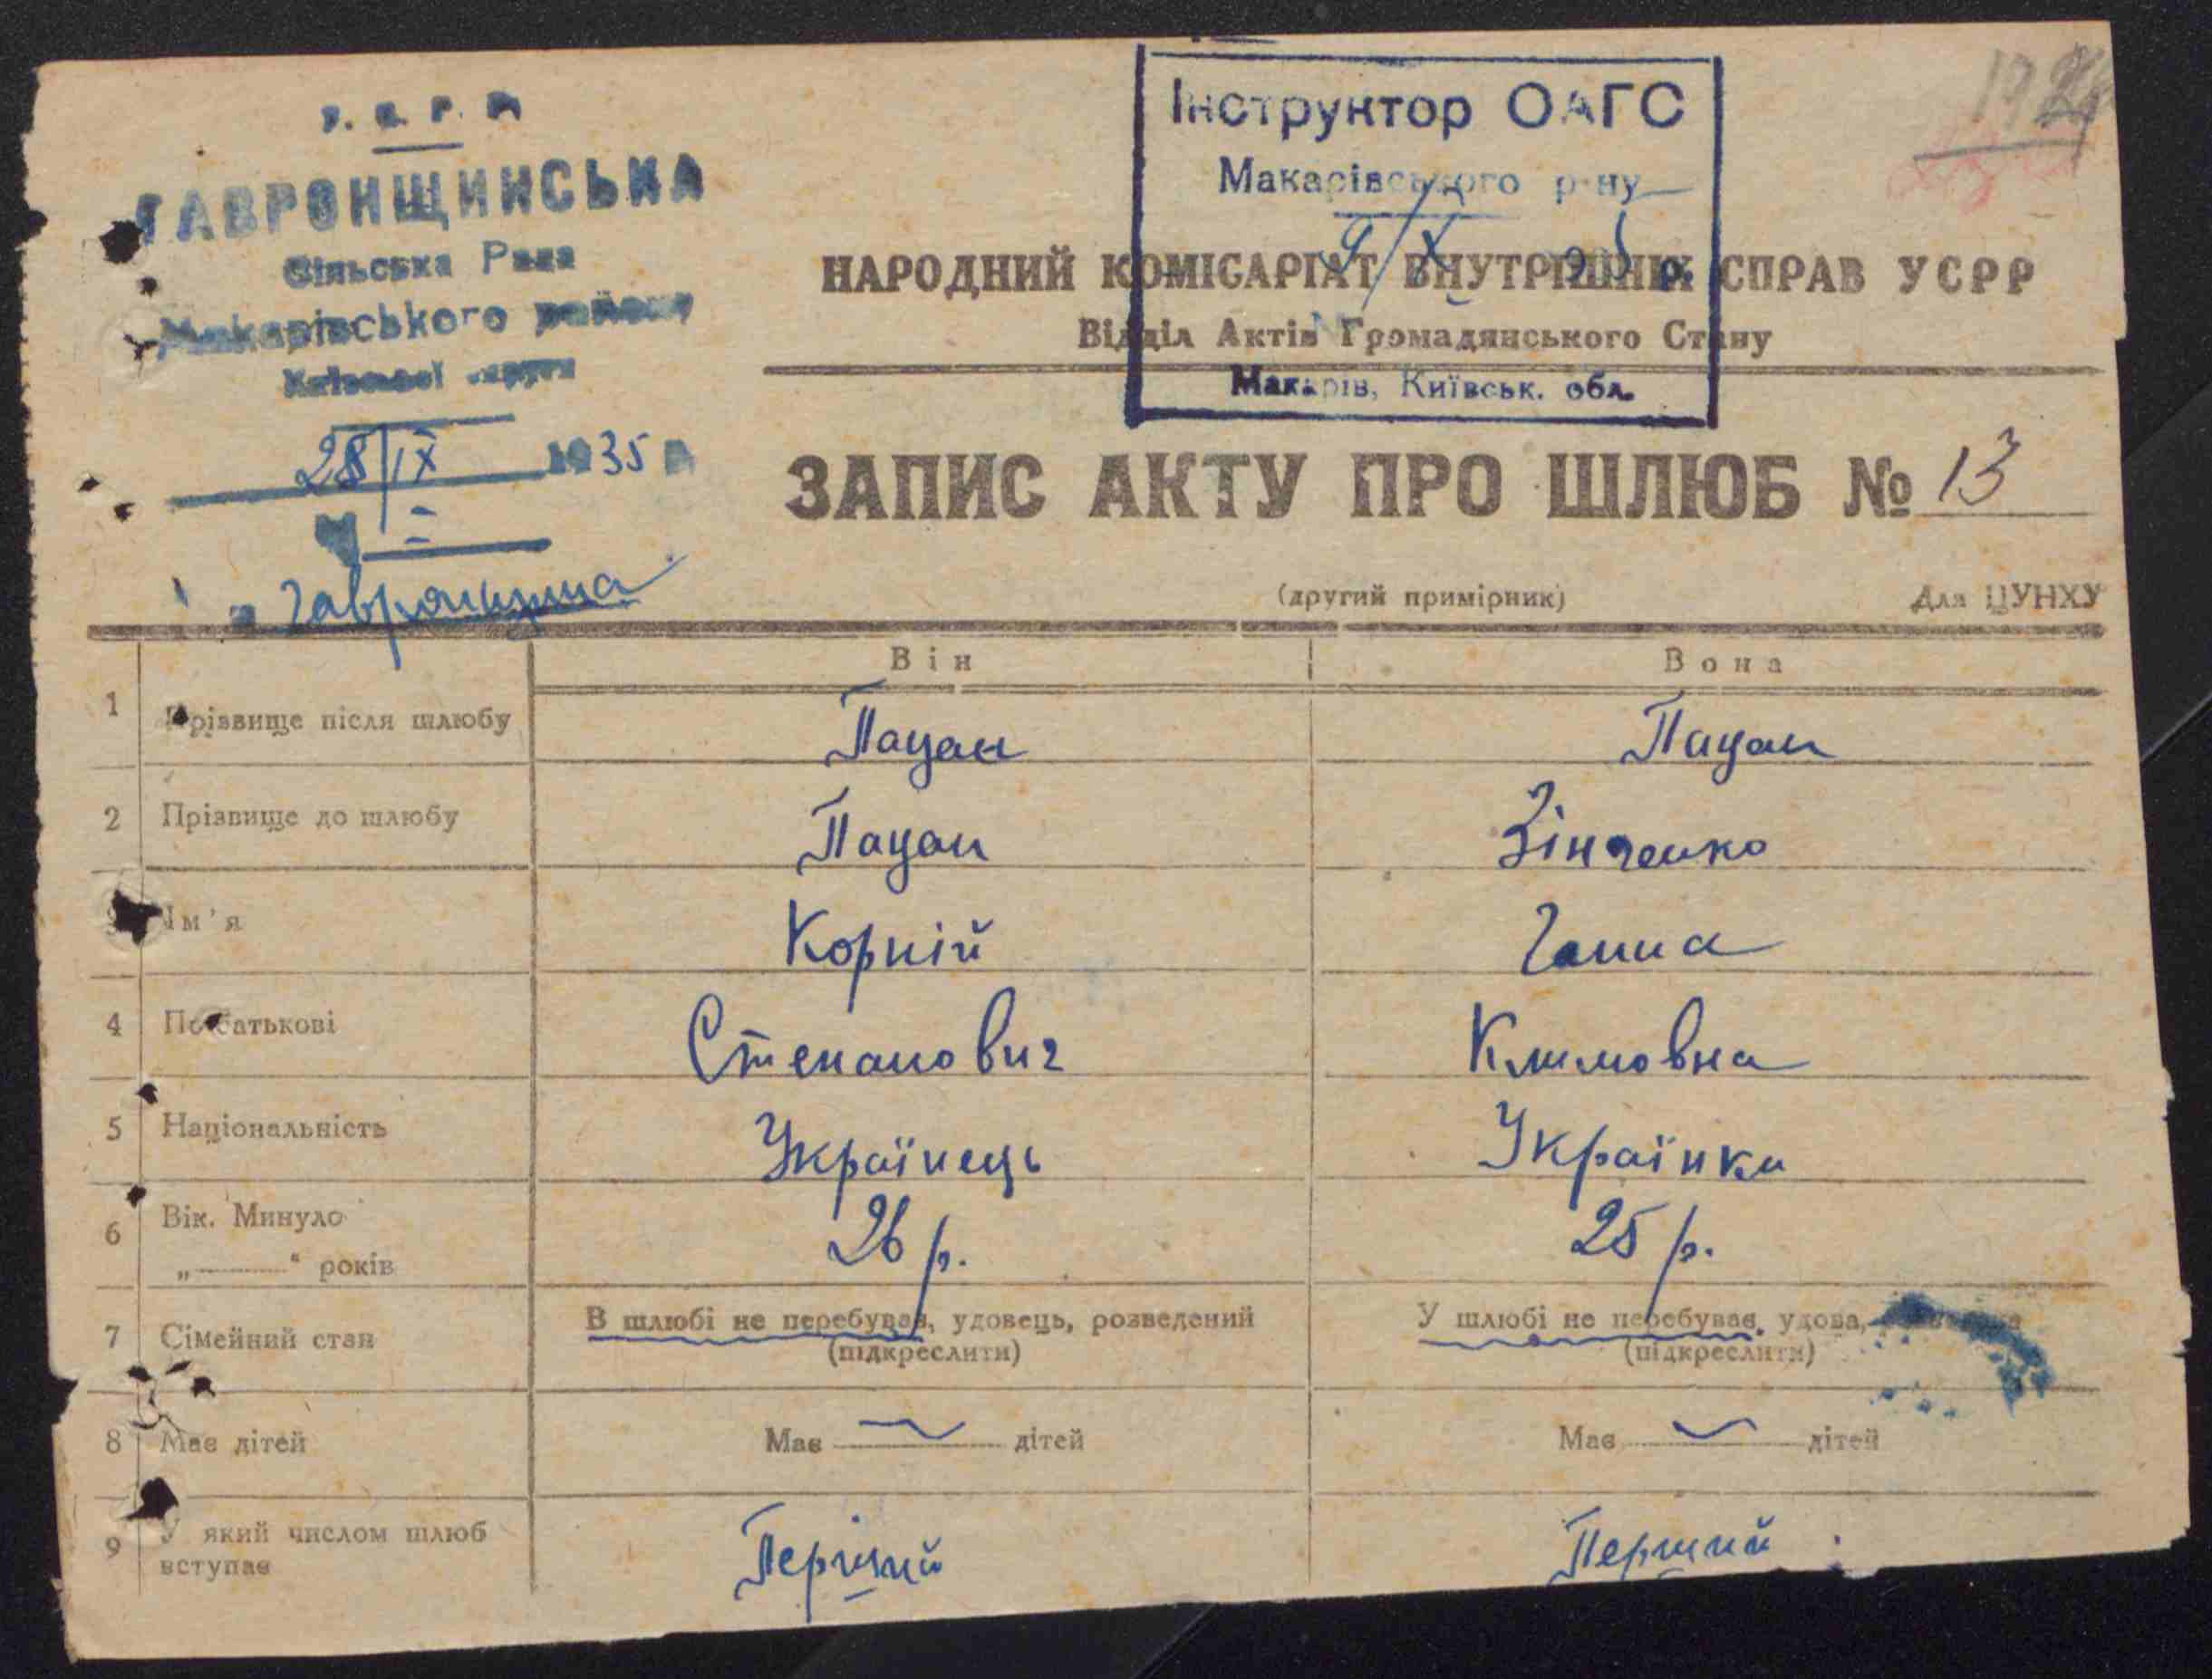 У. С. Р. Р.
ГАВРОНЩИНСЬКА
Сільська Рада
Макарівського району
Київської округи
28/IX 1935 р.
Гавронщина
Інструктор ОАГС
Макарівського р-ну
9/X 35 р.
Макарів, Київськ. обл.
НАРОДНИЙ КОМІСАРІАТ ВНУТРІШНІХ СПРАВ УСРР
Відділ Актів Громадянського Стану
ЗАПИС АКТУ ПРО ШЛЮБ № 13
(другий примірник) Для ЦУНХУ
Він Вона
1 Прізвище після шлюбу Пацан Пацан
2 Прізвище до шлюбу Пацан Зінченко
3 Ім'я Корній Ганна
4 По батькові Степанович Климовна
5 Національність Українець Українка
6 Вік. Минуло 26 р. 25 р.
„ “ років
7 Сімейний стан В шлюбі не перебував, удовець, розведений У шлюбі не перебував, удова,
(підкреслити) (підкреслити)
8 Має дітей Має дітей Має дітей
9 У який числом шлюб Перший Перший
вступає